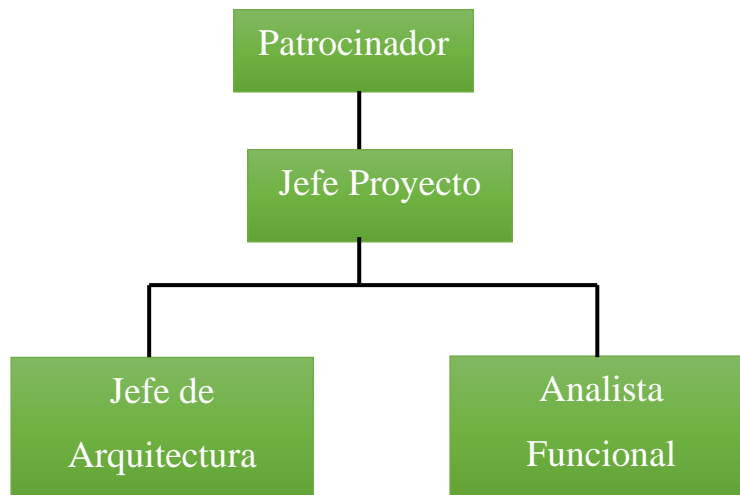 Patrocinador
Jefe Proyecto
Jefe de
Arquitectura
Analista
Funcional